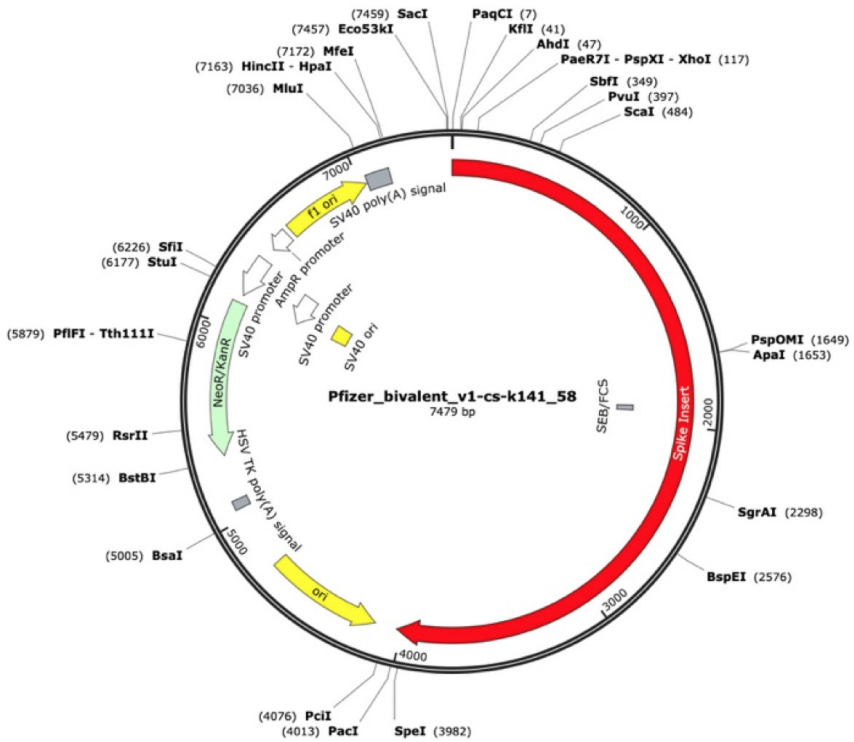 (7459) SacI
(7457) Eco53kI
(7172) MfeI
(7163) HincII - HpaI
(7036) MluI
PaqCI (7)
KflI (41)
AhdI (47)
PaeR7I - PspXI - XhoI (117)
SbfI (349)
PvuI (397)
ScaI (484)
7000
f1 ori
SV40 poly(A) signal
1000
(6226) SfiI
(6177) StuI
AmpR promoter
SV40 promoter
SV40 promoter
SV40 ori
6000
(5879) PflFI - Tth111I
NeoR/KanR
PspOMI (1649)
ApaI (1653)
Pfizer_bivalent_v1-cs-k141_58
7479 bp
SEB/FCS
Spike Insert
2000
(5479) RsrII
(5314) BstBI
HSV TK poly(A) signal
SgrAI (2298)
5000
(5005) BsaI
BspEI (2576)
ori
3000
4000
(4076) PciI
(4013) PacI
SpeI (3982)